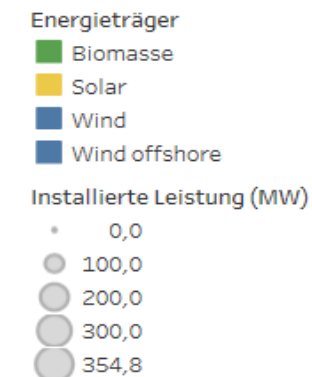 Energieträger
Biomasse
Solar
Wind
Wind offshore
Installierte Leistung (MW)
0,0
100,0
200,0
300,0
354,8